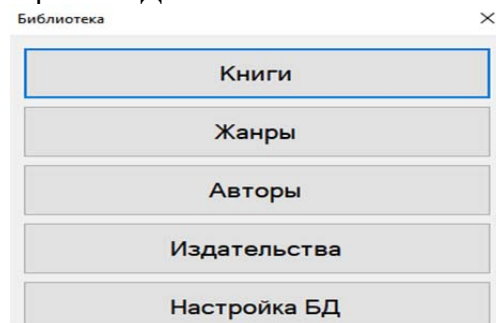 Библиотека
Книги
Жанры
Авторы
Издательства
Настройка БД